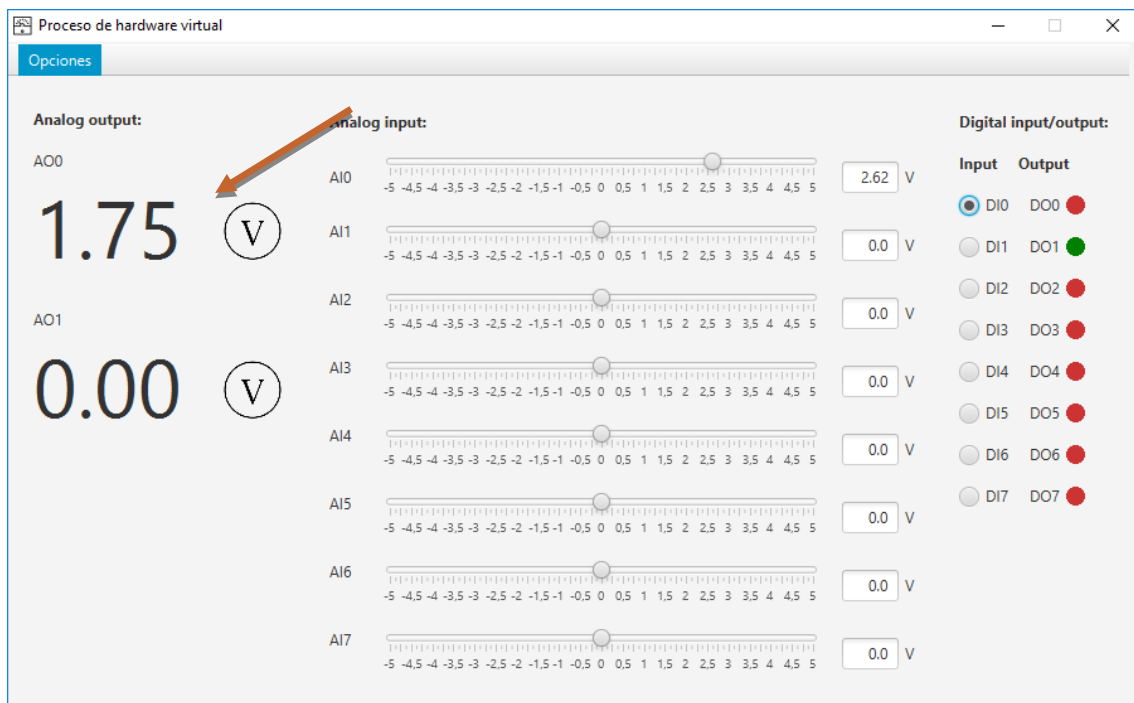 Proceso de hardware virtual
Opciones
Analog output:
AO0
1.75 V
AO1
0.00 V
Analog input:
AI0
-5 -4,5 -4 -3,5 -3 -2,5 -2 -1,5 -1 -0,5 0 0,5 1 1,5 2 2,5 3 3,5 4 4,5 5
2.62 V
AI1
-5 -4,5 -4 -3,5 -3 -2,5 -2 -1,5 -1 -0,5 0 0,5 1 1,5 2 2,5 3 3,5 4 4,5 5
0.0 V
AI2
-5 -4,5 -4 -3,5 -3 -2,5 -2 -1,5 -1 -0,5 0 0,5 1 1,5 2 2,5 3 3,5 4 4,5 5
0.0 V
AI3
-5 -4,5 -4 -3,5 -3 -2,5 -2 -1,5 -1 -0,5 0 0,5 1 1,5 2 2,5 3 3,5 4 4,5 5
0.0 V
AI4
-5 -4,5 -4 -3,5 -3 -2,5 -2 -1,5 -1 -0,5 0 0,5 1 1,5 2 2,5 3 3,5 4 4,5 5
0.0 V
AI5
-5 -4,5 -4 -3,5 -3 -2,5 -2 -1,5 -1 -0,5 0 0,5 1 1,5 2 2,5 3 3,5 4 4,5 5
0.0 V
AI6
-5 -4,5 -4 -3,5 -3 -2,5 -2 -1,5 -1 -0,5 0 0,5 1 1,5 2 2,5 3 3,5 4 4,5 5
0.0 V
AI7
-5 -4,5 -4 -3,5 -3 -2,5 -2 -1,5 -1 -0,5 0 0,5 1 1,5 2 2,5 3 3,5 4 4,5 5
0.0 V
Digital input/output:
Input Output
DI0 DO0
DI1 DO1
DI2 DO2
DI3 DO3
DI4 DO4
DI5 DO5
DI6 DO6
DI7 DO7